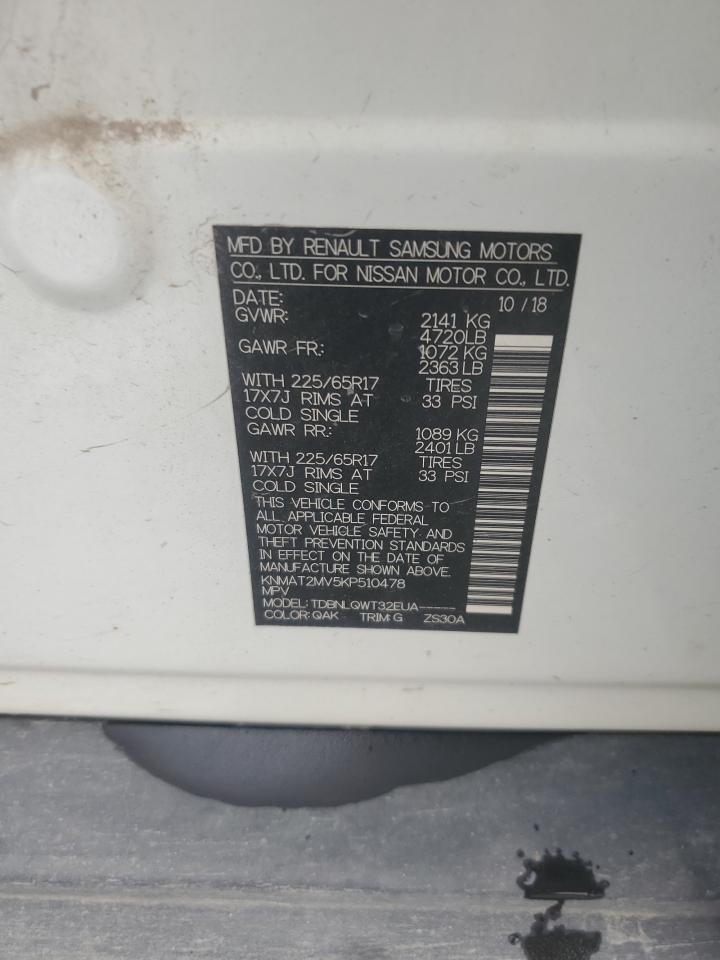 MFD BY RENAULT SAMSUNG MOTORS
CO., LTD. FOR NISSAN MOTOR CO., LTD.
DATE: 10 / 18
GVWR: 2141 KG
4720LB
GAWR FR.: 1072 KG
2363 LB
WITH 225/65R17 TIRES
17X7J RIMS AT 33 PSI
COLD SINGLE
GAWR RR.: 1089 KG
2401 LB
WITH 225/65R17 TIRES
17X7J RIMS AT 33 PSI
COLD SINGLE
THIS VEHICLE CONFORMS TO
ALL APPLICABLE FEDERAL
MOTOR VEHICLE SAFETY AND
THEFT PREVENTION STANDARDS
IN EFFECT ON THE DATE OF
MANUFACTURE SHOWN ABOVE.
KNMAT2MV5KP510478
MPV
MODEL: TDBNLQWT32EUA-----
COLOR: QAK TRIM: G ZS30A